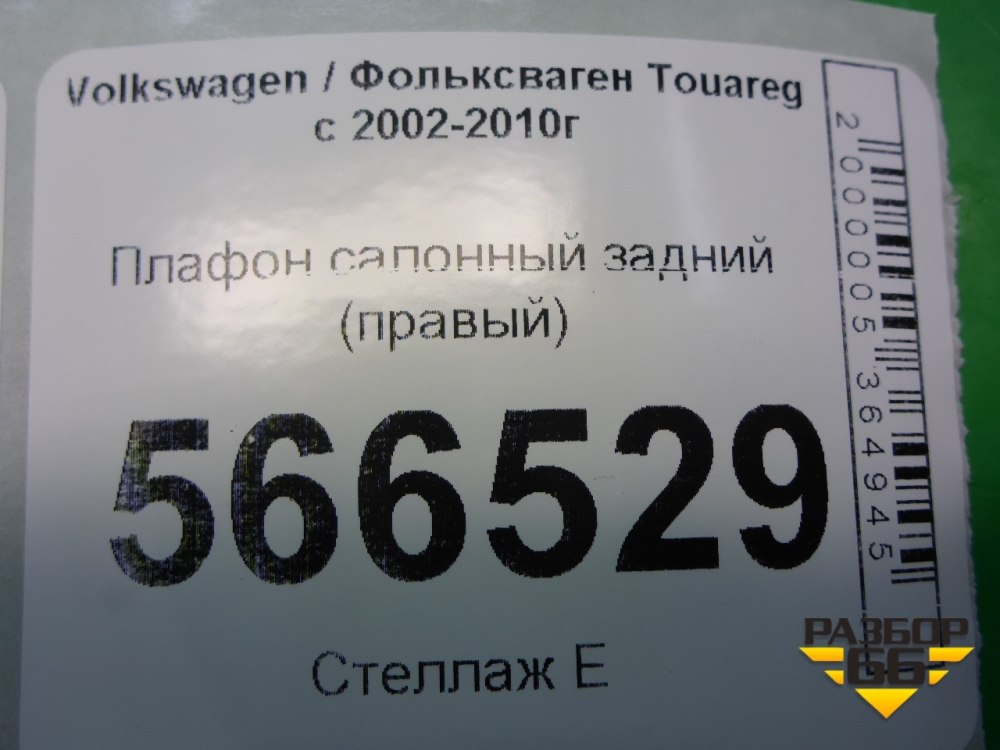 Volkswagen / Фольксваген Touareg
с 2002-2010г
Плафон салонный задний
(правый)
566529
Стеллаж Е
2000005364945
РАЗБОР
66